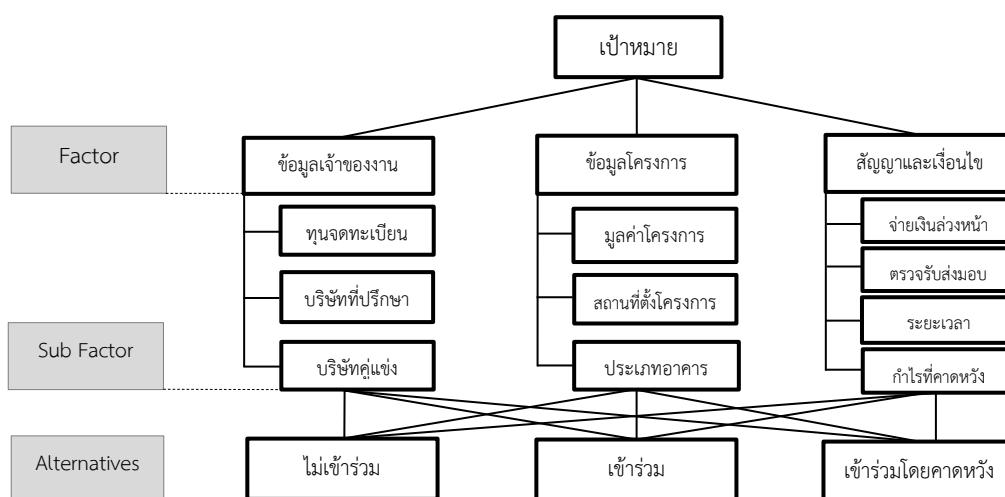 เป้าหมาย
Factor
ข้อมูลเจ้าของงาน
ข้อมูลโครงการ
สัญญาและเงื่อนไข
ทุนจดทะเบียน
มูลค่าโครงการ
จ่ายเงินล่วงหน้า
บริษัทที่ปรึกษา
สถานที่ตั้งโครงการ
ตรวจรับส่งมอบ
ระยะเวลา
Sub Factor
บริษัทคู่แข่ง
ประเภทอาคาร
กำไรที่คาดหวัง
Alternatives
ไม่เข้าร่วม
เข้าร่วม
เข้าร่วมโดยคาดหวัง